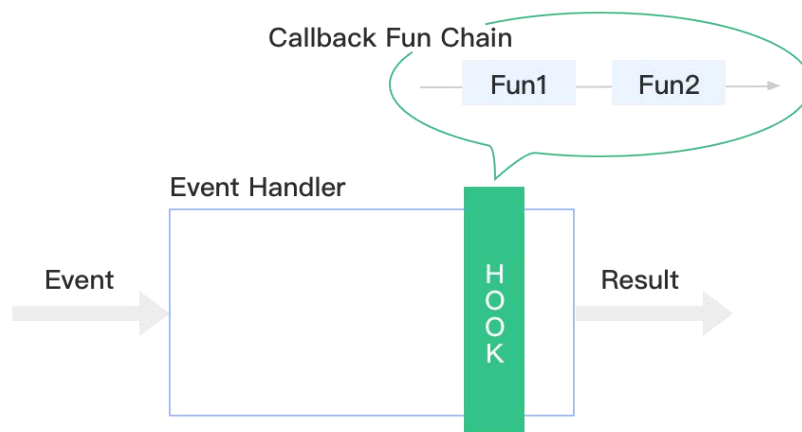 Callback Fun Chain
Fun1
Fun2
Event Handler
Event
HOOK
Result